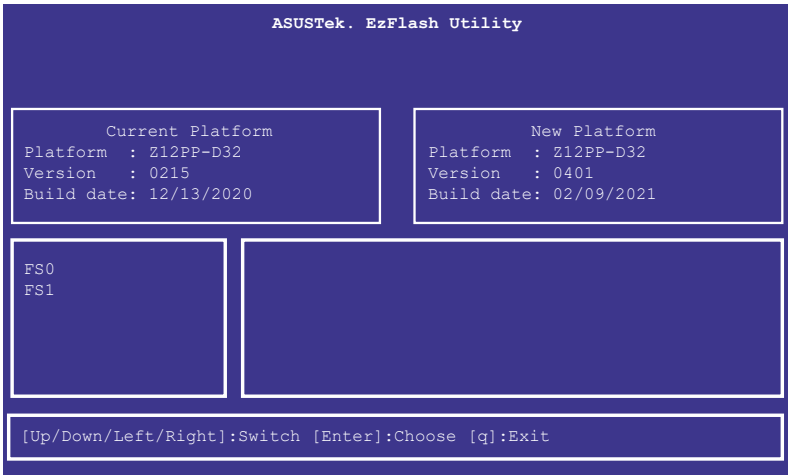 ASUSTek. EzFlash Utility
Current Platform
Platform : Z12PP-D32
Version : 0215
Build date: 12/13/2020
New Platform
Platform : Z12PP-D32
Version : 0401
Build date: 02/09/2021
FS0
FS1
[Up/Down/Left/Right]:Switch [Enter]:Choose [q]:Exit